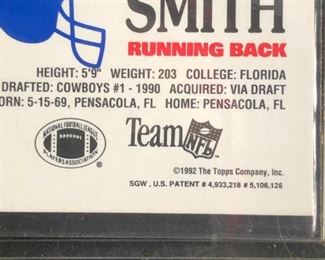 SMITH
RUNNING BACK
HEIGHT: 5'9" WEIGHT: 203 COLLEGE: FLORIDA
DRAFTED: COWBOYS #1 - 1990 ACQUIRED: VIA DRAFT
ORN: 5-15-69, PENSACOLA, FL HOME: PENSACOLA, FL
NATIONAL FOOTBALL LEAGUE
PLAYERS ASSOCIATION
Team NFL
©1992 The Topps Company, Inc.
SGW, U.S. PATENT # 4,933,218 # 5,106,126